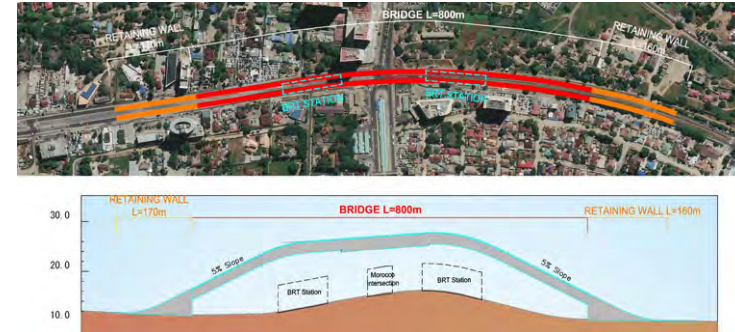 BRIDGE L=800m
RETAINING WALL
RETAINING WALL
L=160m
BRT STATION
BRT STATION
RETAINING WALL
L=170m
BRIDGE L=800m
RETAINING WALL L=160m
30.0
20.0
10.0
5% Slope
5% Slope
BRT Station
Morocco
intersection
BRT Station